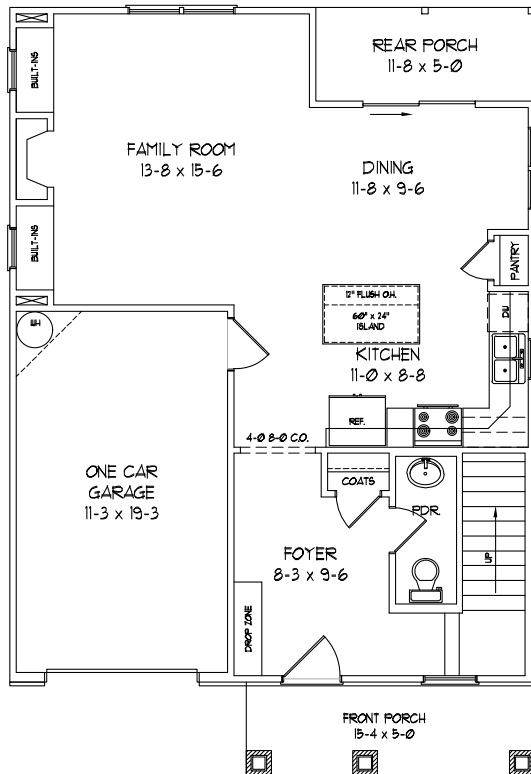 REAR PORCH
11-8 x 5-0
BUILT-INS
FAMILY ROOM
13-8 x 15-6
DINING
11-8 x 9-6
BUILT-INS
PANTRY
12" FLUSH O.H.
60" x 24"
ISLAND
DW
KITCHEN
11-0 x 8-8
REF.
4-0 8-0 C.O.
ONE CAR
GARAGE
11-3 x 19-3
COATS
PDR.
FOYER
8-3 x 9-6
UP
DROP ZONE
FRONT PORCH
15-4 x 5-0